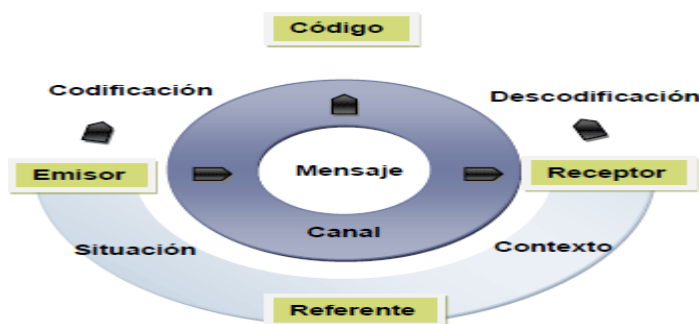 Código
Codificación
Descodificación
Emisor
Mensaje
Receptor
Canal
Situación
Contexto
Referente